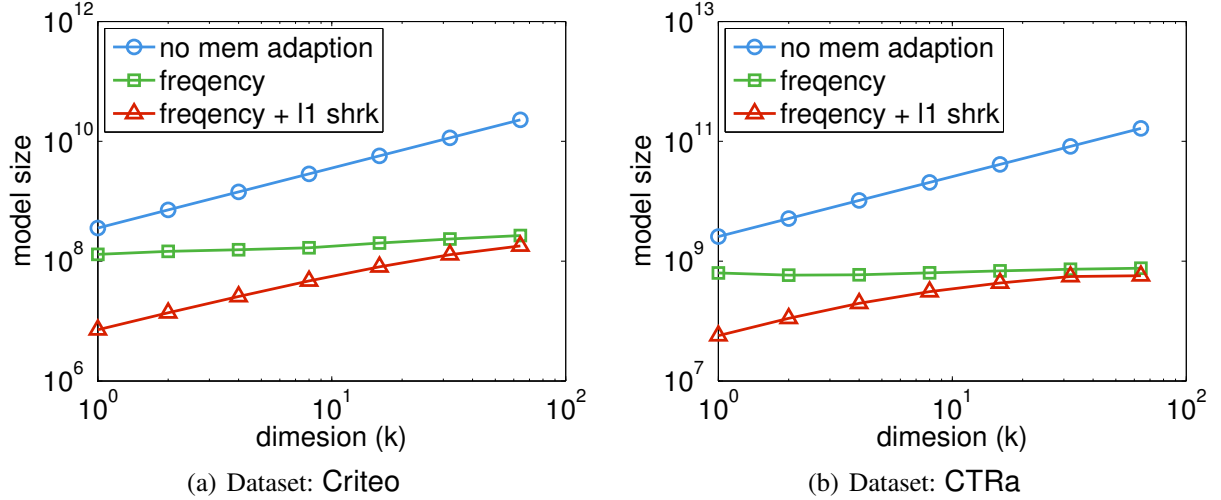 10^12
10^10
10^8
10^6
model size
no mem adaption
freqency
freqency + l1 shrk
10^0
10^1
10^2
dimesion (k)
(a) Dataset: Criteo
10^13
10^11
10^9
10^7
model size
no mem adaption
freqency
freqency + l1 shrk
10^0
10^1
10^2
dimesion (k)
(b) Dataset: CTRa